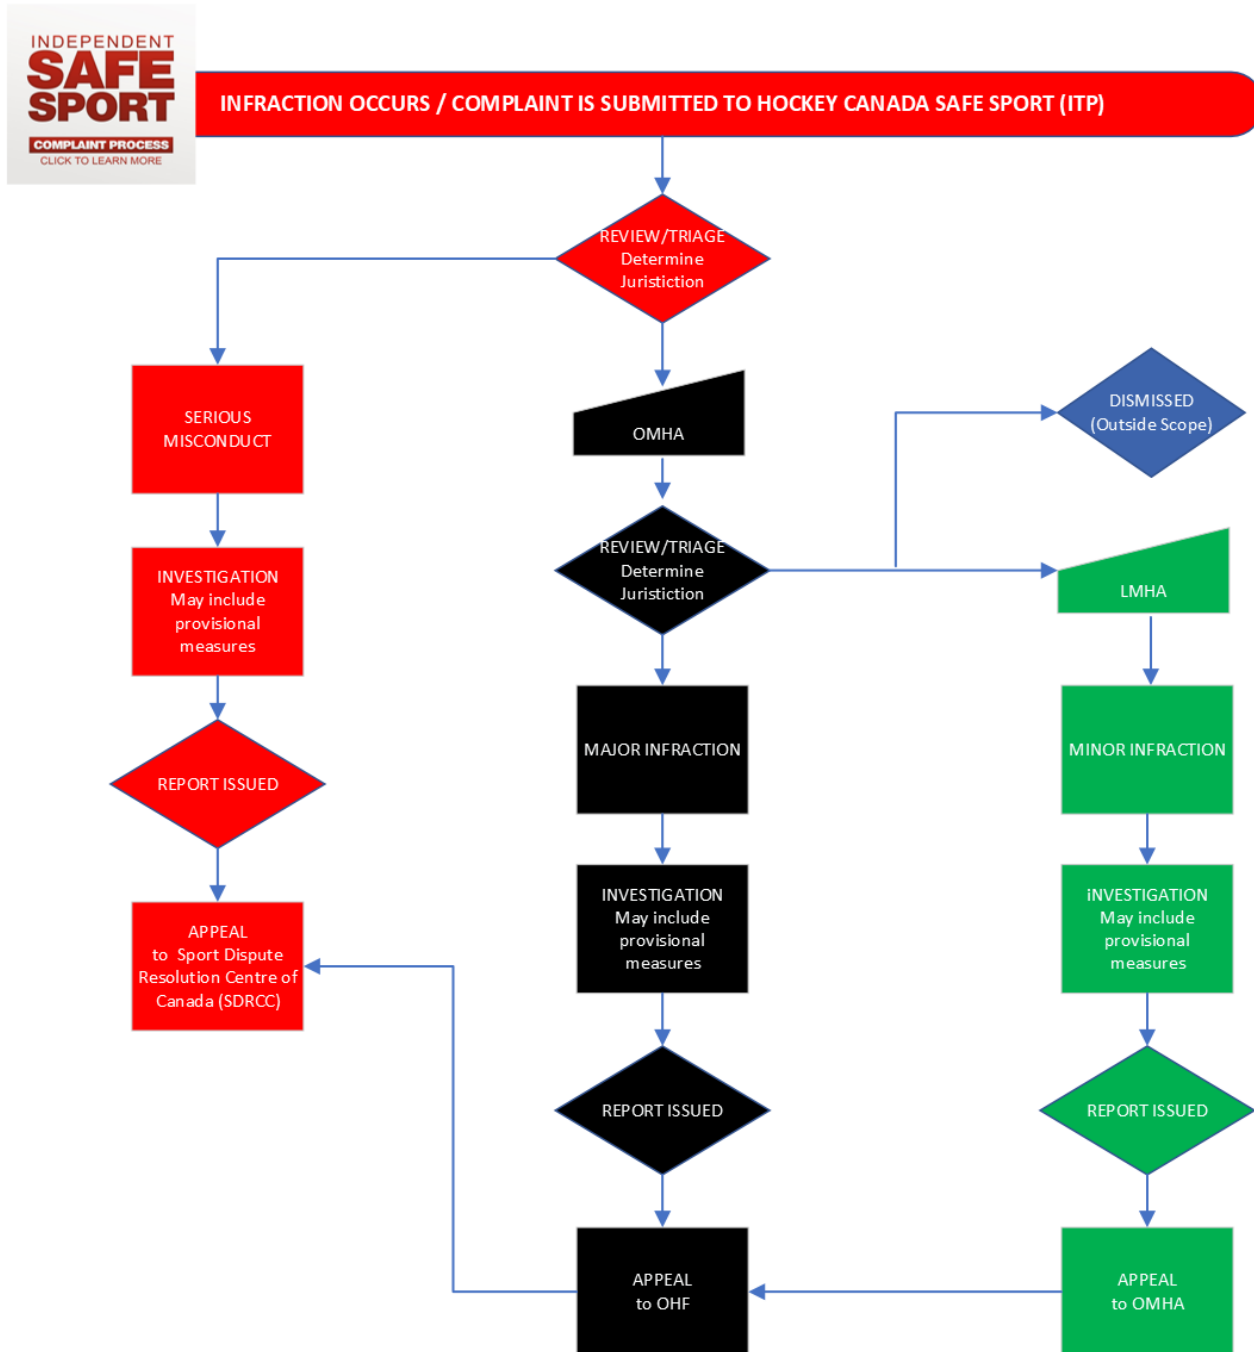 INDEPENDENT
SAFE
SPORT
COMPLAINT PROCESS
CLICK TO LEARN MORE
INFRACTION OCCURS / COMPLAINT IS SUBMITTED TO HOCKEY CANADA SAFE SPORT (ITP)
REVIEW/TRIAGE
Determine
Juristiction
SERIOUS
MISCONDUCT
OMHA
DISMISSED
(Outside Scope)
REVIEW/TRIAGE
Determine
Juristiction
LMHA
INVESTIGATION
May include
provisional
measures
MAJOR INFRACTION
MINOR INFRACTION
REPORT ISSUED
INVESTIGATION
May include
provisional
measures
iNVESTIGATION
May include
provisional
measures
APPEAL
to Sport Dispute
Resolution Centre of
Canada (SDRCC)
REPORT ISSUED
REPORT ISSUED
APPEAL
to OHF
APPEAL
to OMHA